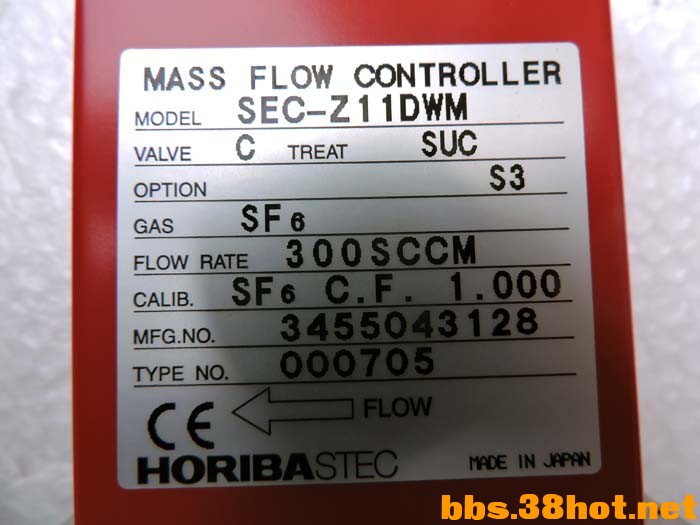 MASS FLOW CONTROLLER
MODEL SEC-Z11DWM
VALVE C TREAT SUC
OPTION S3
GAS SF6
FLOW RATE 300SCCM
CALIB. SF6 C.F. 1.000
MFG.NO. 3455043128
TYPE NO. 000705
CE FLOW
HORIBASTEC MADE IN JAPAN
bbs.38hot.net